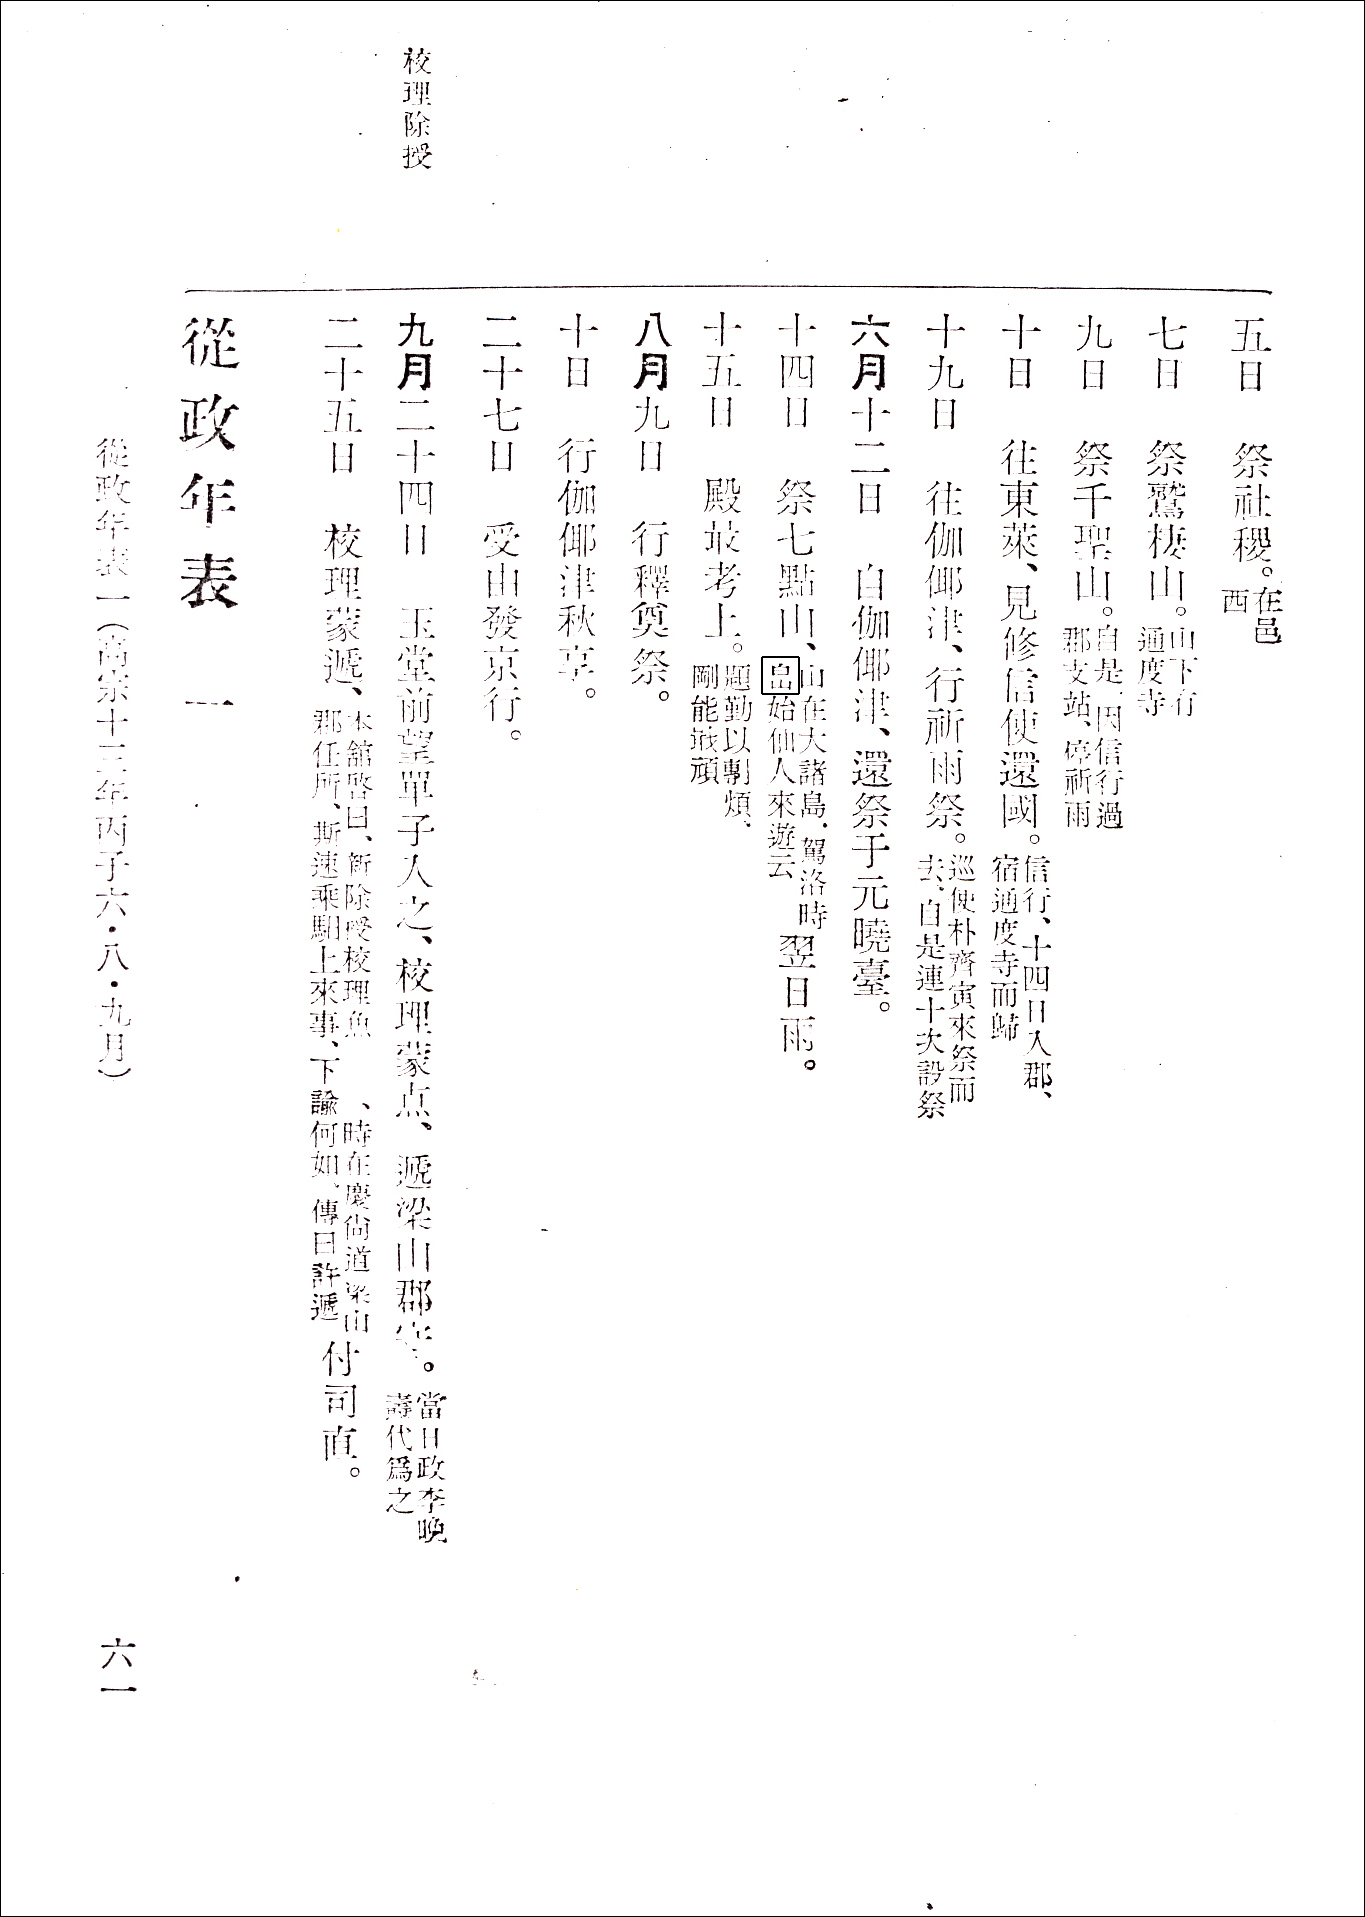 五日　祭社稷。在邑
西
七日　祭鷲棲山。山下有
通度寺
九日　祭千聖山。自是、因信行過
郡支站、停祈雨
十日　往東萊、見修信使還國。信行、十四日入郡、
宿通度寺而歸
十九日　往伽倻津、行祈雨祭。巡使朴齊寅來祭而
去、自是連十次設祭
六月十二日　自伽倻津、還祭于元曉臺。
十四日　祭七點山、山在大諸島、駕洛時
始仙人來遊云
翌日雨。
十五日　殿最考上。題勤以剸煩、
剛能戢頑
八月九日　行釋奠祭。
十日　行伽倻津秋享。
二十七日　受由發京行。
校理除授
九月二十四日　玉堂前望單子入之、校理蒙点、遞梁山郡守。當日政李晩
壽代爲之
二十五日　校理蒙遞、本舘啓曰、新除授校理魚　、時在慶尙道梁山
郡任所、斯速乘馹上來事、下諭何如、傳曰許遞
付司直。
從政年表　一
從政年表一（高宗十三年丙子六・八・九月）
六一